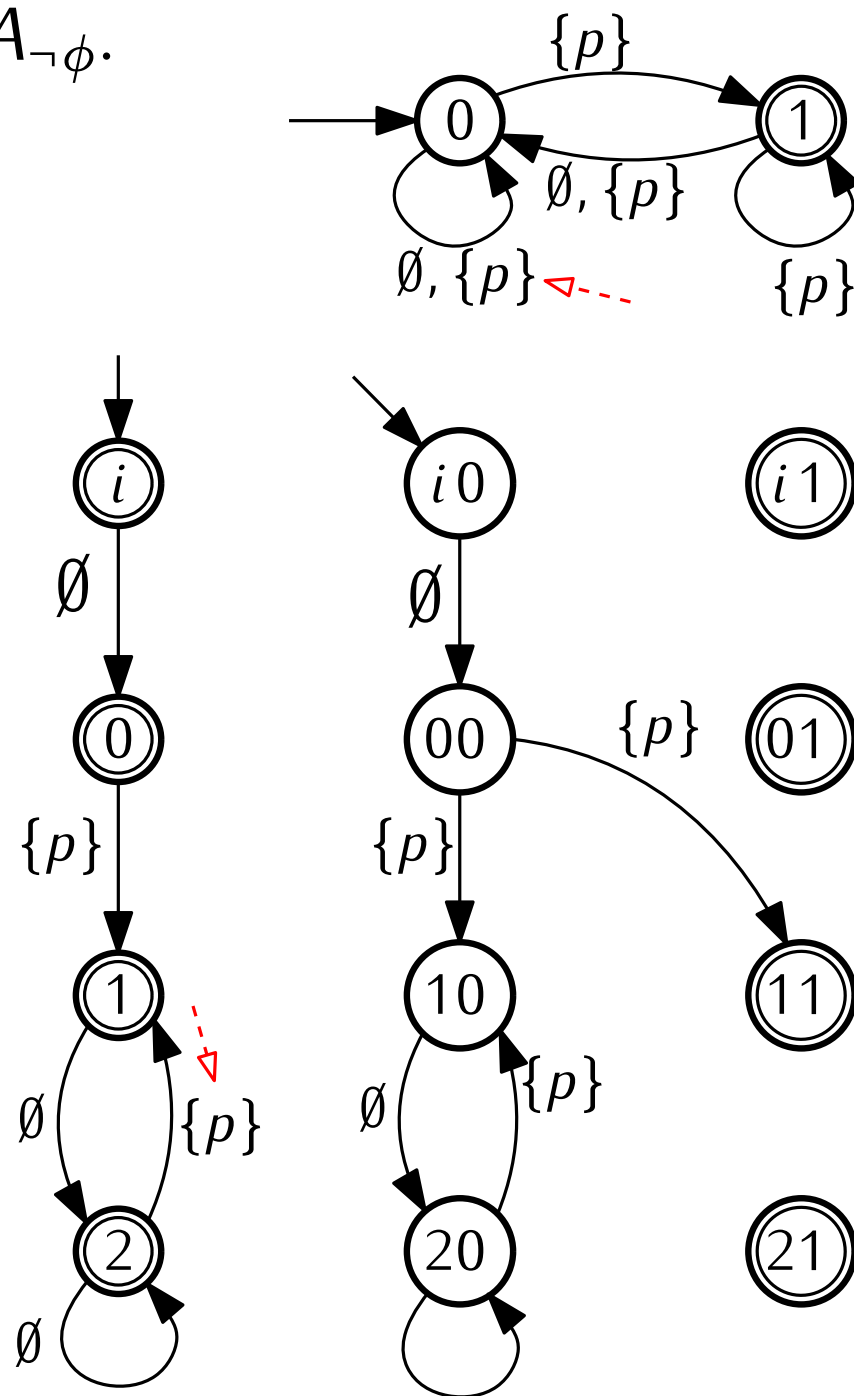 A¬ϕ.
{p}
0 1
∅, {p}
∅, {p} {p}
i i0 i1
∅ ∅
0 00 01
{p}
{p} {p}
1 10 11
∅ {p} ∅ {p}
2 20 21
∅